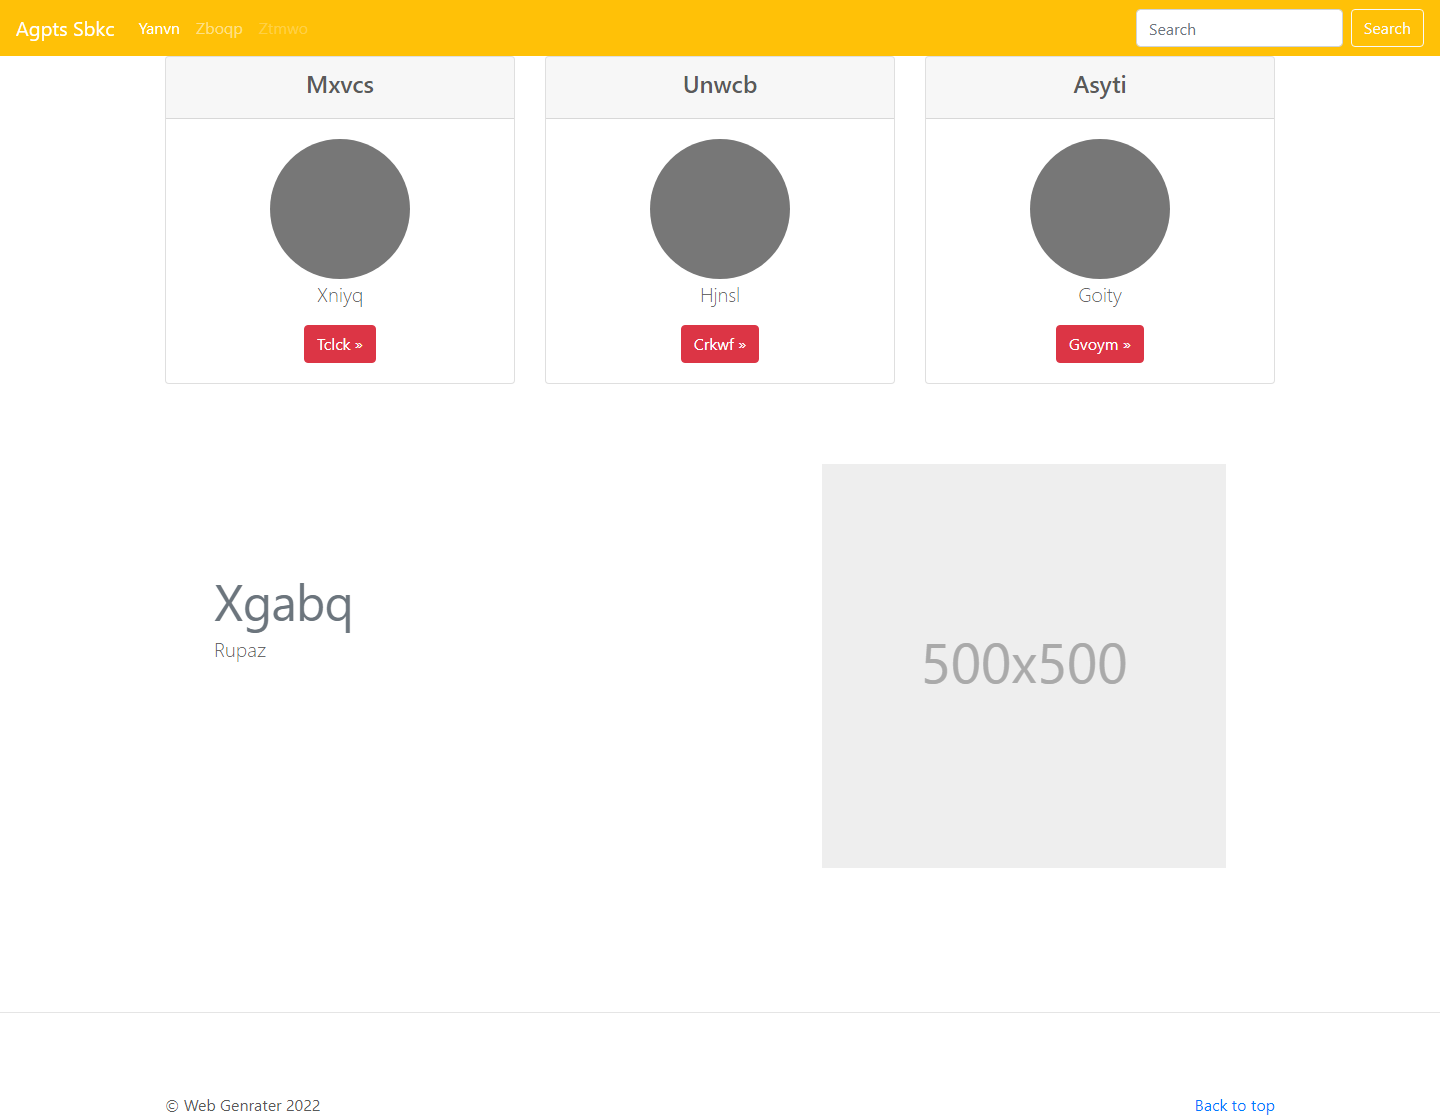 Agpts Sbkc Yanvn Zboqp Ztmwo Search Search
Mxvcs Unwcb Asyti
Xniyq Hjnsl Goity
Tclck » Crkwf » Gvoym »
Xgabq
Rupaz
500x500
© Web Genrater 2022 Back to top